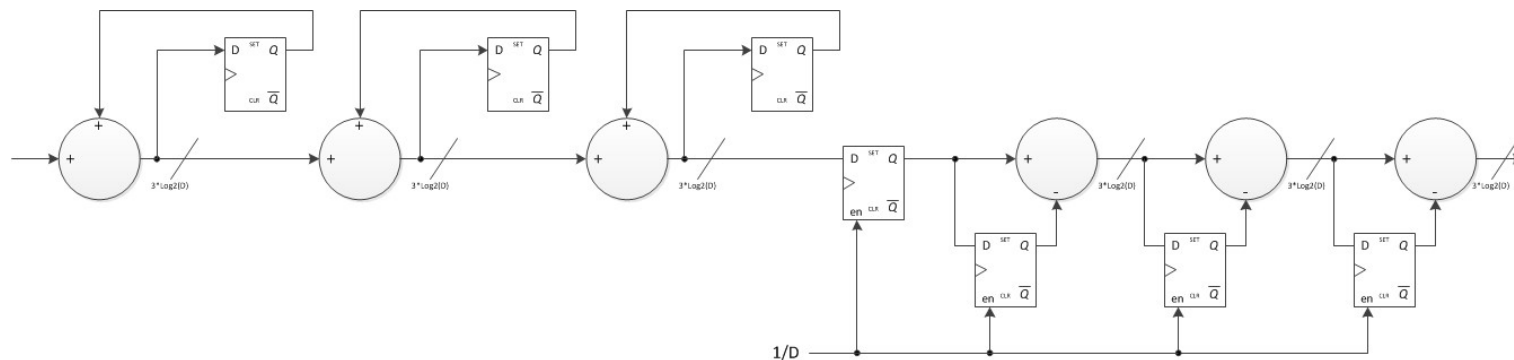 D SET Q
CLR Q
D SET Q
CLR Q
D SET Q
CLR Q
+
+
3*Log2(D)
+
+
3*Log2(D)
+
+
3*Log2(D)
D SET Q
en CLR Q
+
-
3*Log2(D)
+
-
3*Log2(D)
+
-
3*Log2(D)
D SET Q
en CLR Q
D SET Q
en CLR Q
D SET Q
en CLR Q
1/D